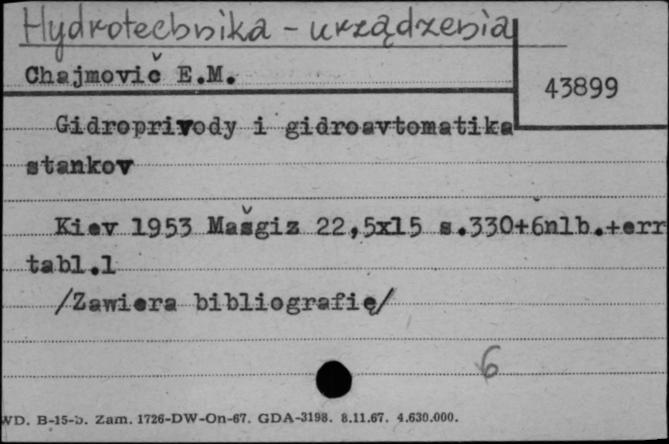 Hydrotechnika - urządzenia
Chajmovič E.M.
43899
Gidroprivody i gidroavtomatika
stankov
Kiev 1953 Mašgiz 22,5x15 s.330+6nlb.+err
tabl.1
/Zawiera bibliografię/
6
WD. B-15-b. Zam. 1726-DW-On-67. GDA-3198. 8.11.67. 4.630.000.